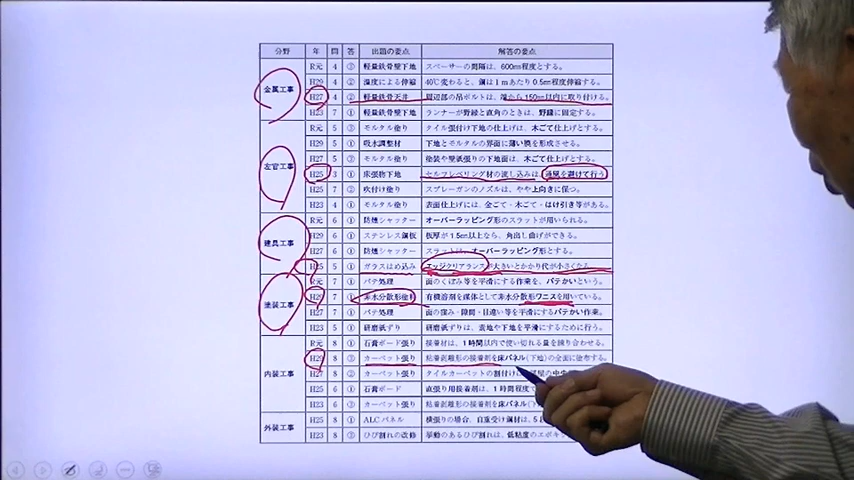 分野 年 問 答 出題の要点 解答の要点
金属工事
R元 4 ③ 軽量鉄骨壁下地 スペーサーの間隔は、600㎜程度とする。
H29 4 ② 温度による伸縮 40℃変わると、鋼は1mあたり0.5㎜程度伸縮する。
H27 4 ② 軽量鉄骨天井 周辺部の吊ボルトは、端から150㎜以内に取り付ける。
H23 7 ① 軽量鉄骨壁下地 ランナーが野縁と直角のときは、野縁に固定する。
左官工事
R元 5 ③ モルタル塗り タイル張付け下地の仕上げは、木ごて仕上げとする。
H29 5 ① 吸水調整材 下地とモルタルの界面に薄い膜を形成させる。
H27 5 ③ モルタル塗り 塗装や壁紙張りの下地面は、木ごて仕上げとする。
H25 3 ① 床張物下地 セルフレベリング材の流し込みは、通風を避けて行う
H25 7 ② 吹付け塗り スプレーガンのノズルは、やや上向きに保つ。
H23 4 ① モルタル塗り 表面仕上げには、金ごて・木ごて・はけ引き等がある。
建具工事
R元 6 ① 防煙シャッター オーバーラッピング形のスラットが用いられる。
H29 6 ① ステンレス鋼板 板厚が1.5㎜以上なら、角出し曲げができる。
H27 6 ① 防煙シャッター スラットは、オーバーラッピング形とする。
H25 5 ① ガラスはめ込み エッジクリアランスが大きいとかかり代が小さくなる。
塗装工事
R元 7 ① パテ処理 面のくぼみ等を平滑にする作業を、パテかいという。
H29 7 ① 非水分散形塗料 有機溶剤を媒体として非水分散形ワニスを用いている。
H27 7 ① パテ処理 面の窪み・隙間・目違い等を平滑にするパテかい作業。
H23 5 ① 研磨紙ずり 研磨紙ずりは、素地や下地を平滑にするために行う。
内装工事
R元 8 ① 石膏ボード張り 接着材は、1時間以内で使い切れる量を練り合わせる。
H29 8 ③ カーペット張り 粘着剥離形の接着剤を床パネル(下地)の全面に塗布する。
H27 8 ② カーペット張り タイルカーペットの割付け
H25 6 ① 石膏ボード 直張り用接着剤は、1時間程度
H23 6 ③ カーペット張り 粘着剥離形の接着剤を床パネル
外装工事
H25 8 ① ALCパネル 横張りの場合、自重受け鋼材は、5
H23 8 ③ ひび割れの改修 挙動のあるひび割れは、低粘度のエポキ